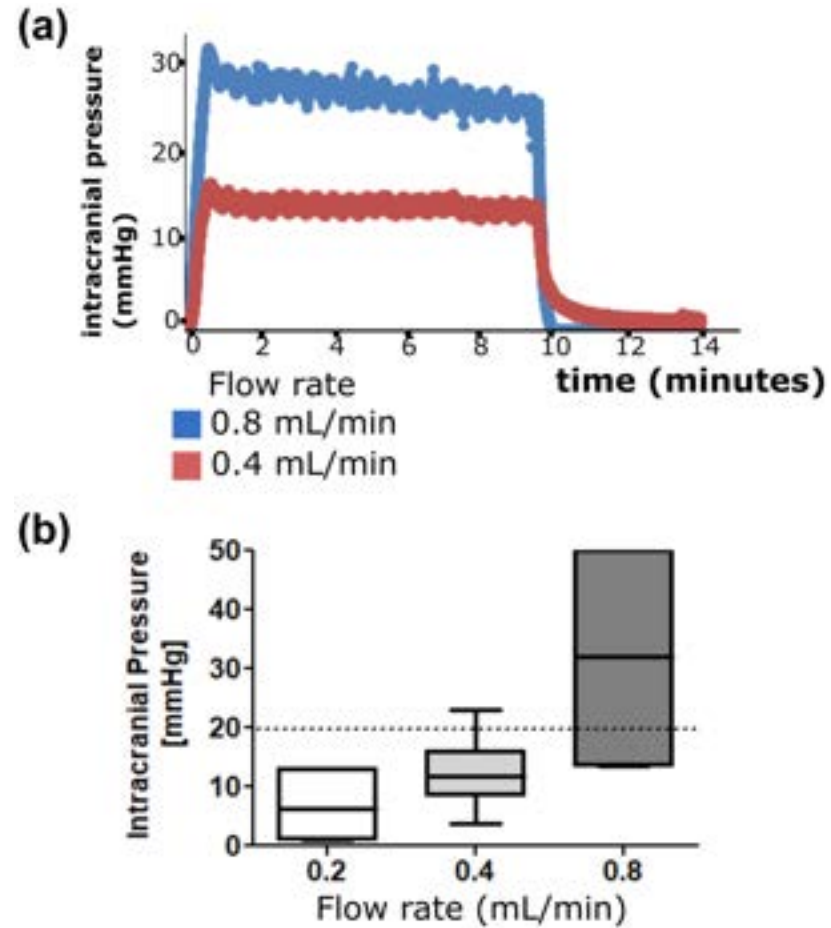 (a)
intracranial pressure
(mmHg)
30
20
10
0
0 2 4 6 8 10 12 14
time (minutes)
Flow rate
0.8 mL/min
0.4 mL/min
(b)
Intracranial Pressure
[mmHg]
50
40
30
20
10
0
0.2 0.4 0.8
Flow rate (mL/min)